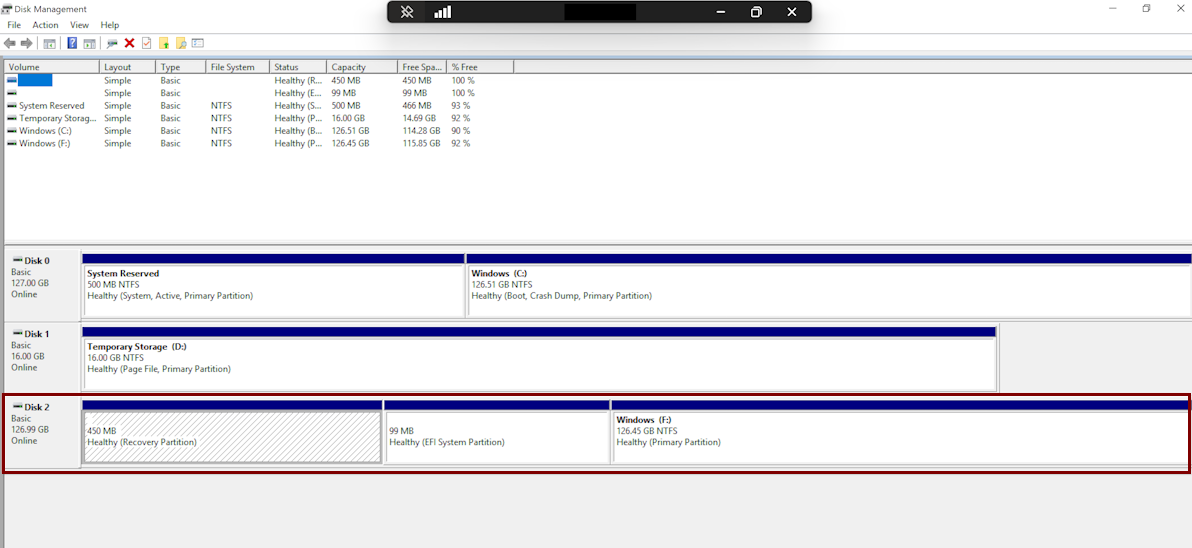 Disk Management
File Action View Help
Volume Layout Type File System Status Capacity Free Spa... % Free
Simple Basic Healthy (R... 450 MB 450 MB 100 %
Simple Basic Healthy (E... 99 MB 99 MB 100 %
System Reserved Simple Basic NTFS Healthy (S... 500 MB 466 MB 93 %
Temporary Storag... Simple Basic NTFS Healthy (P... 16.00 GB 14.69 GB 92 %
Windows (C:) Simple Basic NTFS Healthy (B... 126.51 GB 114.28 GB 90 %
Windows (F:) Simple Basic NTFS Healthy (P... 126.45 GB 115.85 GB 92 %
Disk 0
Basic
127.00 GB
Online
System Reserved
500 MB NTFS
Healthy (System, Active, Primary Partition)
Windows (C:)
126.51 GB NTFS
Healthy (Boot, Crash Dump, Primary Partition)
Disk 1
Basic
16.00 GB
Online
Temporary Storage (D:)
16.00 GB NTFS
Healthy (Page File, Primary Partition)
Disk 2
Basic
126.99 GB
Online
450 MB
Healthy (Recovery Partition)
99 MB
Healthy (EFI System Partition)
Windows (F:)
126.45 GB NTFS
Healthy (Primary Partition)